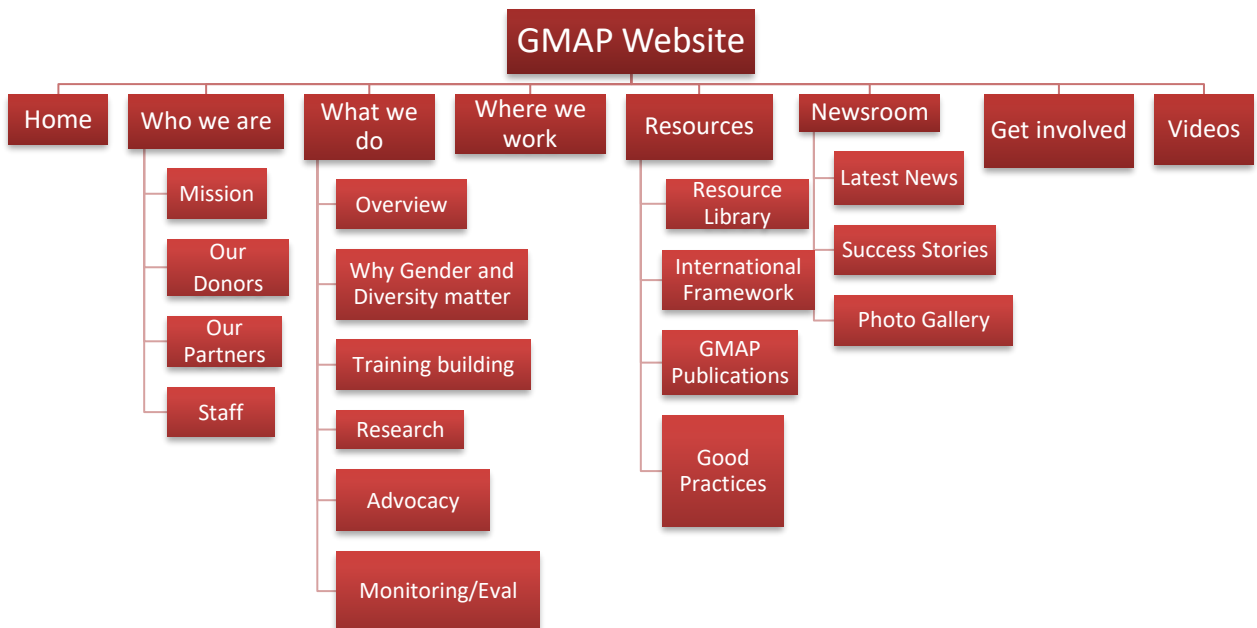 GMAP Website
Home
Who we are
Mission
Our
Donors
Our
Partners
Staff
What we
do
Overview
Why Gender and
Diversity matter
Training building
Research
Advocacy
Monitoring/Eval
Where we
work
Resources
Resource
Library
International
Framework
GMAP
Publications
Good
Practices
Newsroom
Latest News
Success Stories
Photo Gallery
Get involved
Videos